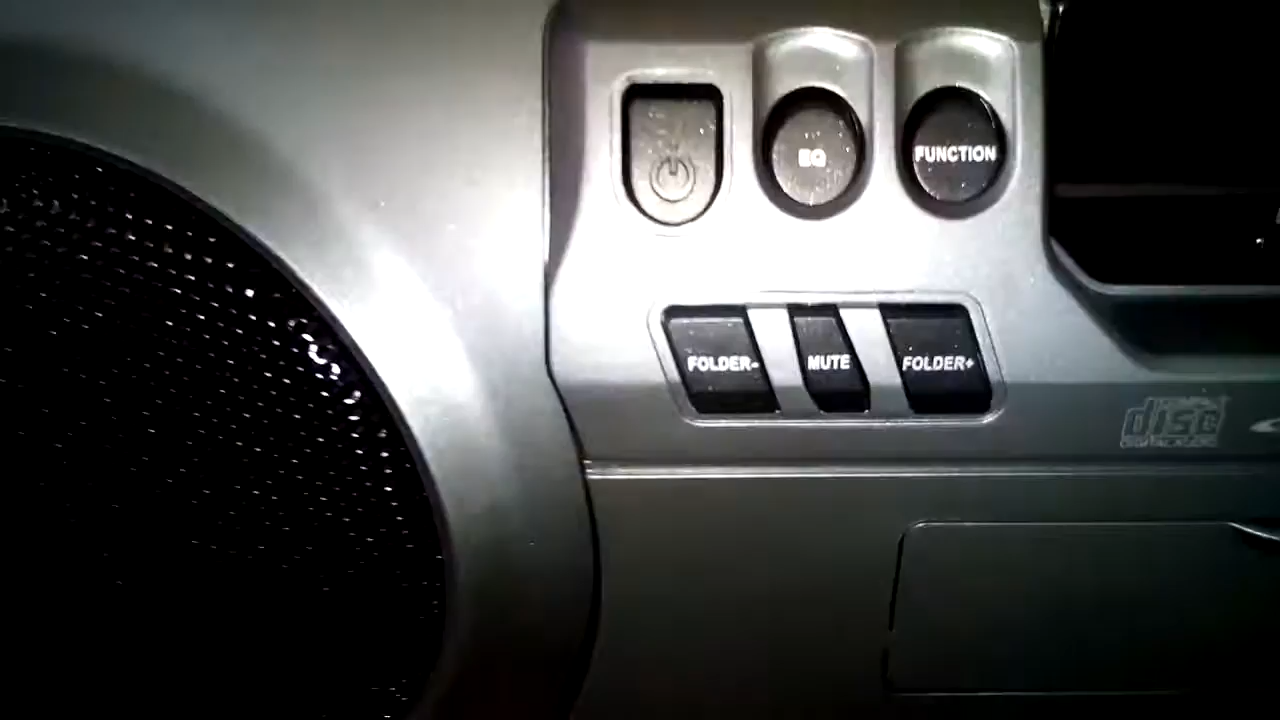 EQ
FUNCTION
FOLDER-
MUTE
FOLDER+
disc